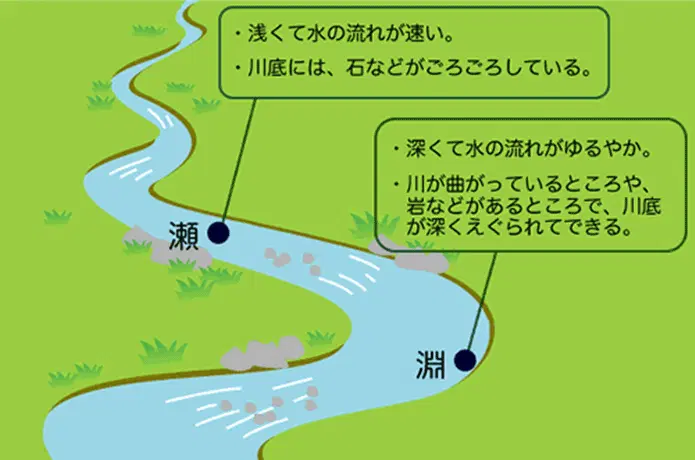 ・浅くて水の流れが速い。
・川底には、石などがごろごろしている。
・深くて水の流れがゆるやか。
・川が曲がっているところや、
岩などがあるところで、川底
が深くえぐられてできる。
瀬
淵